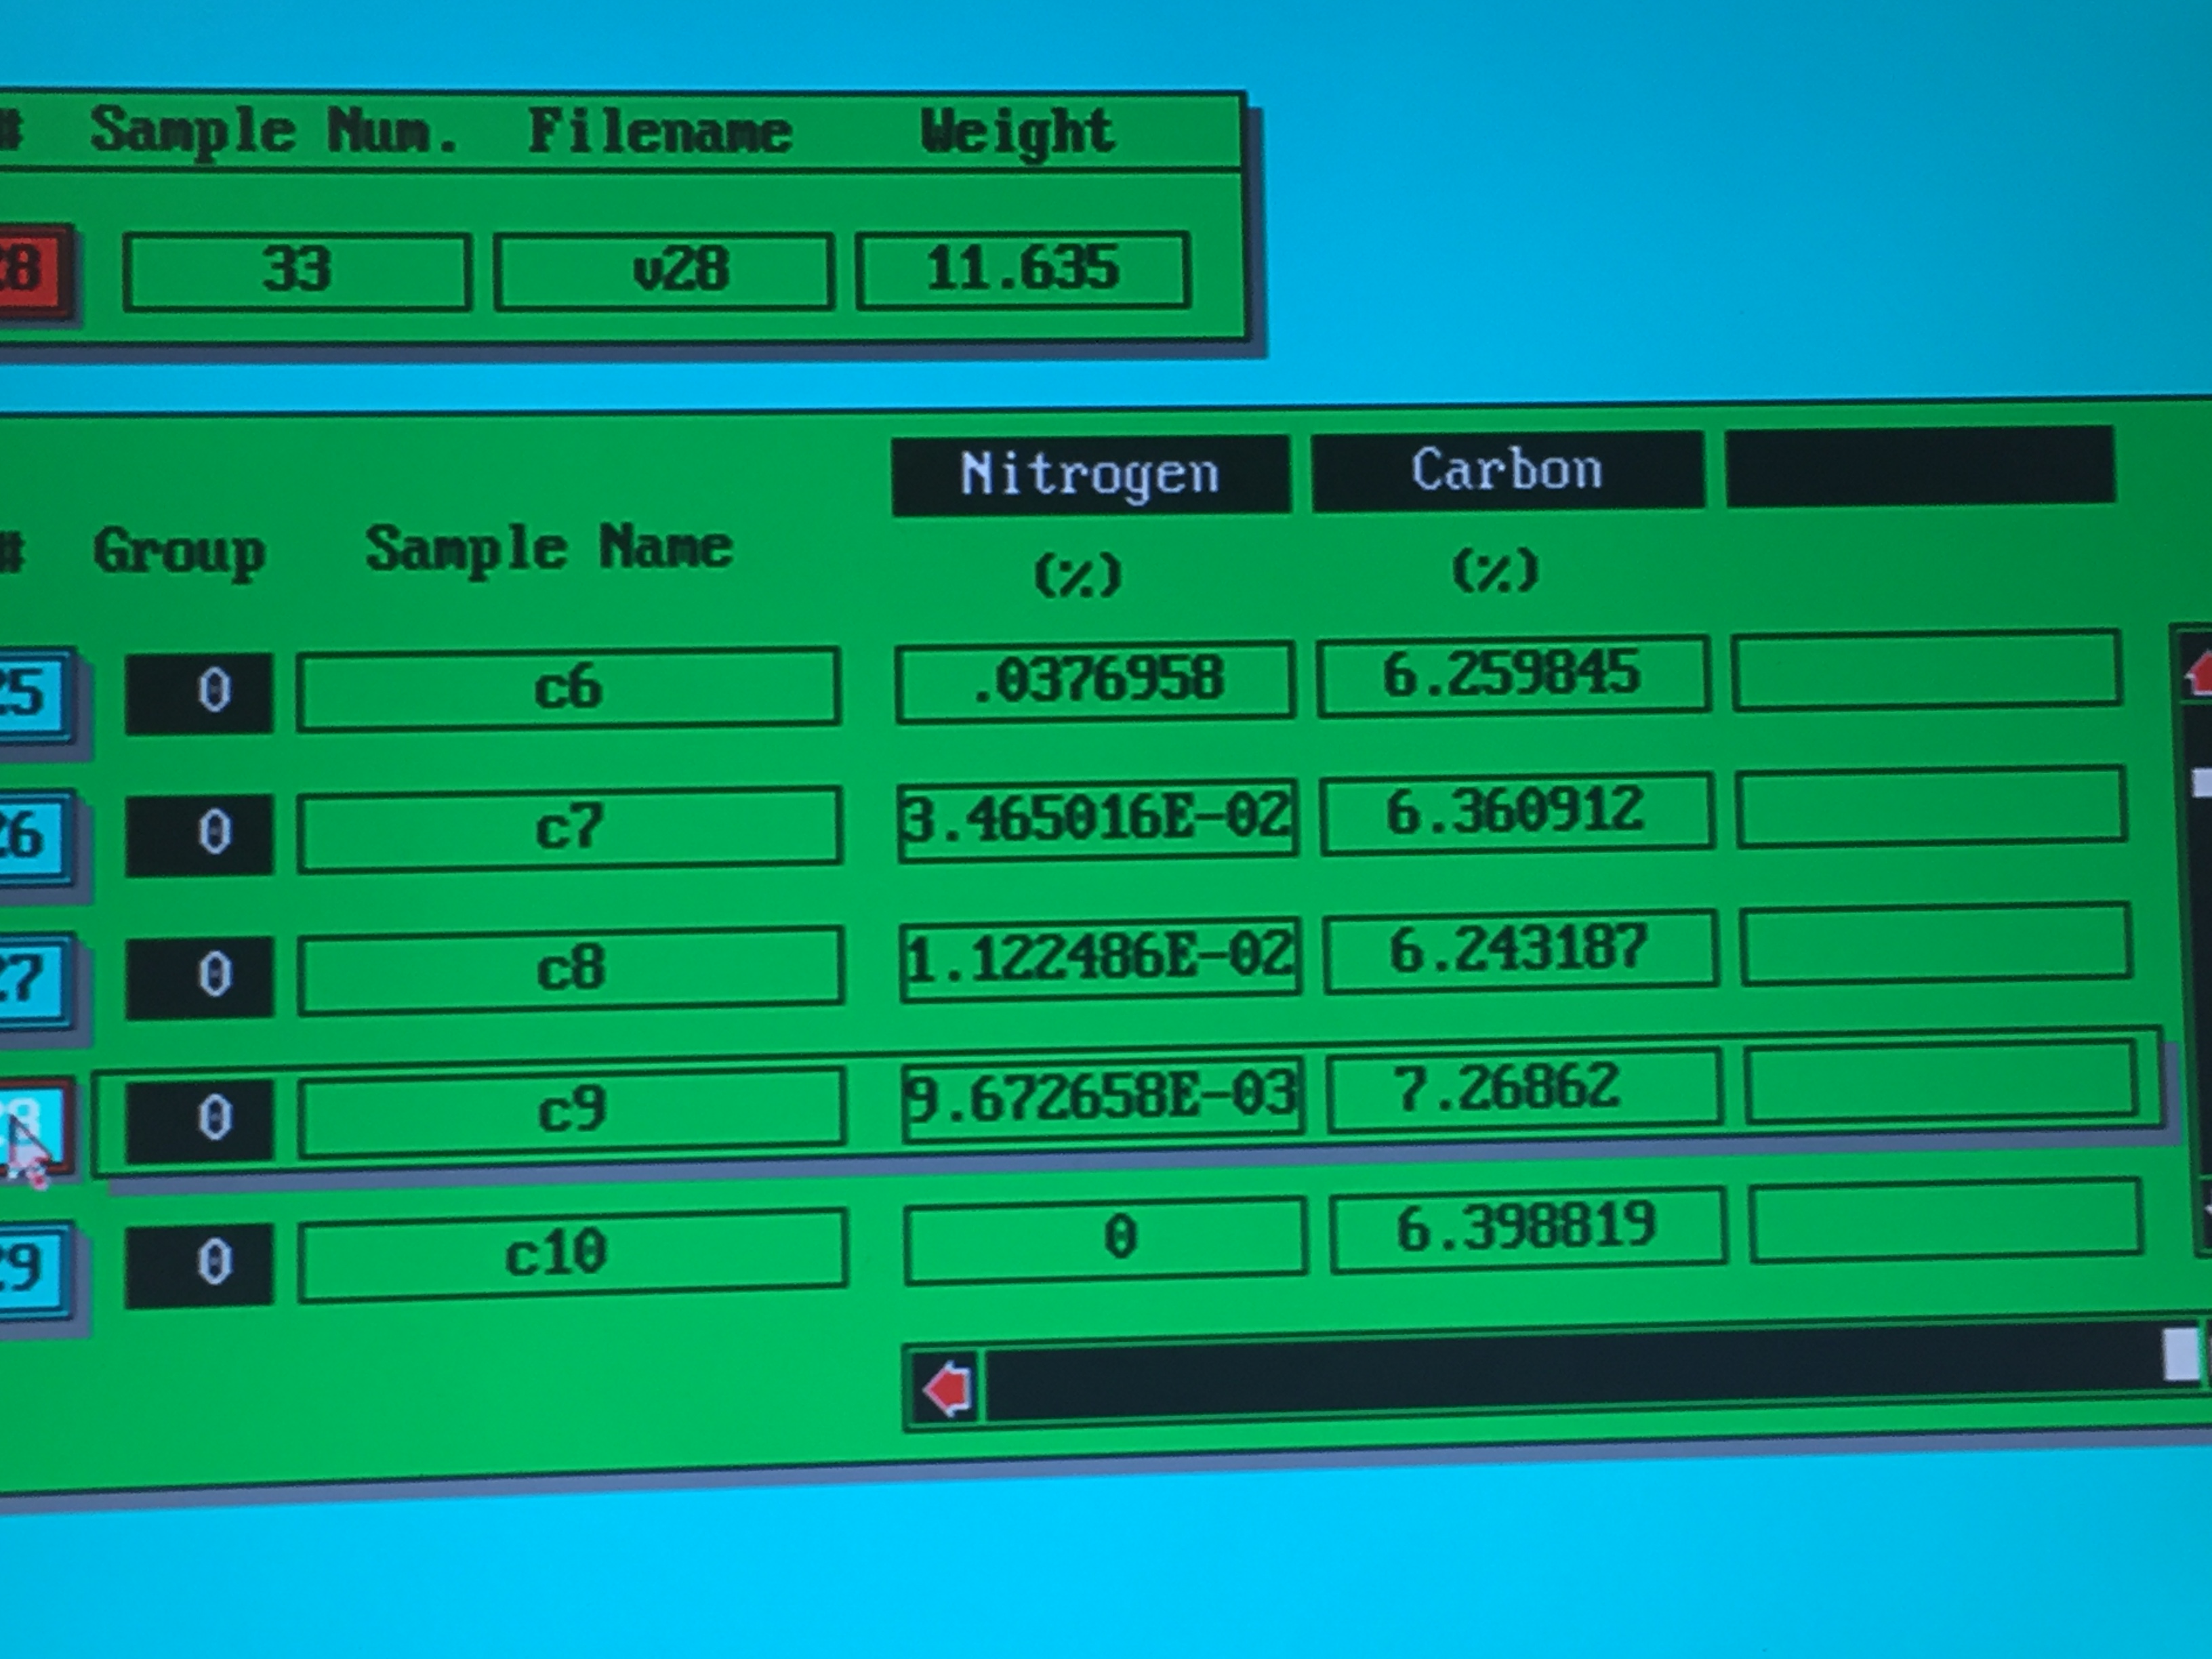 # Sample Num. Filename Weight
28 33 v28 11.635
Nitrogen Carbon
# Group Sample Name (%) (%)
25 0 c6 .0376958 6.259845
26 0 c7 3.465016E-02 6.360912
27 0 c8 1.122486E-02 6.243187
28 0 c9 9.672658E-03 7.26862
29 0 c10 0 6.398819